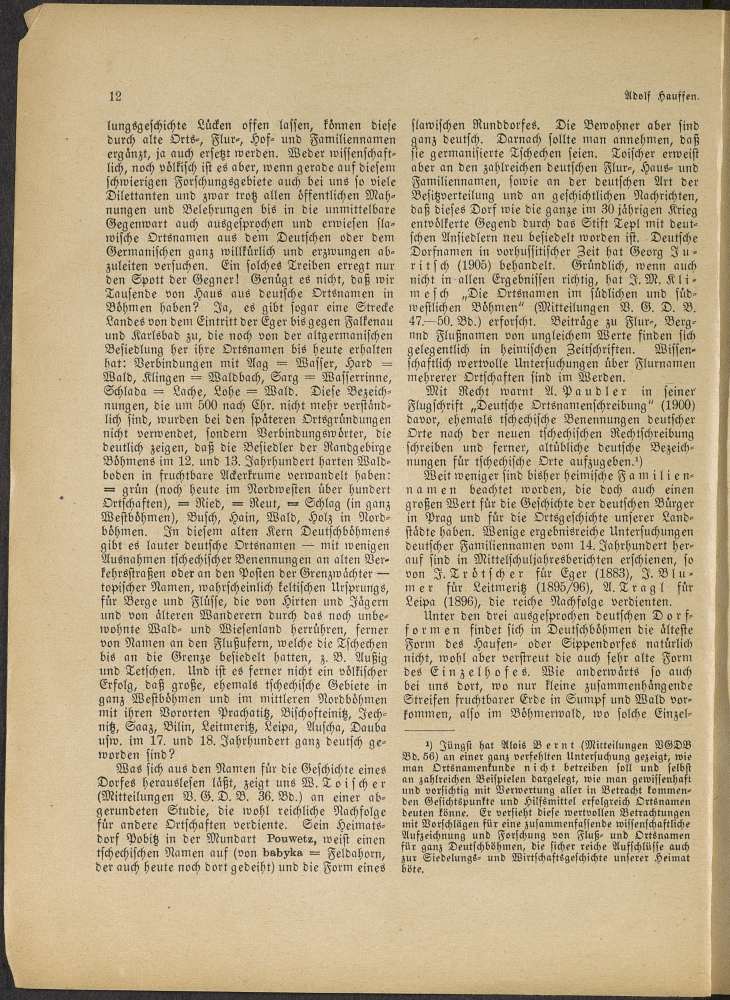 12
Adolf Hauffen.
lungsgeschichte Lücken offen lassen, können diese
durch alte Orts-, Flur-, Hof- und Familiennamen
ergänzt, ja auch ersetzt werden. Weder wissenschaft-
lich, noch völkisch ist es aber, wenn gerade auf diesem
schwierigen Forschungsgebiete auch bei uns so viele
Dilettanten und zwar trotz allen öffentlichen Mah-
nungen und Belehrungen bis in die unmittelbare
Gegenwart auch ausgesprochen und erwiesen sla-
wische Ortsnamen aus dem Deutschen oder dem
Germanischen ganz willkürlich und erzwungen ab-
zuleiten versuchen. Ein solches Treiben erregt nur
den Spott der Gegner! Genügt es nicht, daß wir
Tausende von Haus aus deutsche Ortsnamen in
Böhmen haben? Ja, es gibt sogar eine Strecke
Landes von dem Eintritt der Eger bis gegen Falkenau
und Karlsbad zu, die noch von der altgermanischen
Besiedlung her ihre Ortsnamen bis heute erhalten
hat: Verbindungen mit Aag = Wasser, Hard =
Wald, Klingen = Waldbach, Sarg = Wasserrinne,
Schlada = Lache, Lohe = Wald. Diese Bezeich-
nungen, die um 500 nach Chr. nicht mehr verständ-
lich sind, wurden bei den späteren Ortsgründungen
nicht verwendet, sondern Verbindungswörter, die
deutlich zeigen, daß die Besiedler der Randgebirge
Böhmens im 12. und 13. Jahrhundert harten Wald-
boden in fruchtbare Ackerkrume verwandelt haben:
= grün (noch heute im Nordwesten über hundert
Ortschaften), = Ried, = Reut, = Schlag (in ganz
Westböhmen), Busch, Hain, Wald, Holz in Nord-
böhmen. In diesem alten Kern Deutschböhmens
gibt es lauter deutsche Ortsnamen — mit wenigen
Ausnahmen tschechischer Benennungen an alten Ver-
kehrsstraßen oder an den Posten der Grenzwächter —
topischer Namen, wahrscheinlich keltischen Ursprungs,
für Berge und Flüsse, die von Hirten und Jägern
und von älteren Wanderern durch das noch unbe-
wohnte Wald- und Wiesenland herrühren, ferner
von Namen an den Flußufern, welche die Tschechen
bis an die Grenze besiedelt hatten, z. B. Außig
und Tetschen. Und ist es ferner nicht ein völkischer
Erfolg, daß große, ehemals tschechische Gebiete in
ganz Westböhmen und im mittleren Nordböhmen
mit ihren Vororten Prachatitz, Bischofteinitz, Jech-
nitz, Saaz, Bilin, Leitmeritz, Leipa, Auscha, Dauba
usw. im 17. und 18. Jahrhundert ganz deutsch ge-
worden sind?
Was sich aus den Namen für die Geschichte eines
Dorfes herauslesen läßt, zeigt uns W. Toischer
(Mitteilungen V. G. D. B. 36. Bd.) an einer ab-
gerundeten Studie, die wohl reichliche Nachfolge
für andere Ortschaften verdiente. Sein Heimats-
dorf Pobitz in der Mundart Pouwetz, weist einen
tschechischen Namen auf (von babyka = Feldahorn,
der auch heute noch dort gedeiht) und die Form eines
slawischen Runddorfes. Die Bewohner aber sind
ganz deutsch. Darnach sollte man annehmen, daß
sie germanisierte Tschechen seien. Toischer erweist
aber an den zahlreichen deutschen Flur-, Haus- und
Familiennamen, sowie an der deutschen Art der
Besitzverteilung und an geschichtlichen Nachrichten,
daß dieses Dorf wie die ganze im 30 jährigen Krieg
entvölkerte Gegend durch das Stift Tepl mit deut-
schen Ansiedlern neu besiedelt worden ist. Deutsche
Dorfnamen in vorhussitischer Zeit hat Georg Ju-
ritsch (1905) behandelt. Gründlich, wenn auch
nicht in allen Ergebnissen richtig, hat J. M. Kli-
mesch „Die Ortsnamen im südlichen und süd-
westlichen Böhmen“ (Mitteilungen V. G. D. B.
47.—50. Bd.) erforscht. Beiträge zu Flur-, Berg-
und Flußnamen von ungleichem Werte finden sich
gelegentlich in heimischen Zeitschriften. Wissen-
schaftlich wertvolle Untersuchungen über Flurnamen
mehrerer Ortschaften sind im Werden.
Mit Recht warnt A. Paudler in seiner
Flugschrift „Deutsche Ortsnamenschreibung“ (1900)
davor, ehemals tschechische Benennungen deutscher
Orte nach der neuen tschechischen Rechtschreibung
schreiben und ferner, altübliche deutsche Bezeich-
nungen für tschechische Orte aufzugeben.¹)
Weit weniger sind bisher heimische Familien-
namen beachtet worden, die doch auch einen
großen Wert für die Geschichte der deutschen Bürger
in Prag und für die Ortsgeschichte unserer Land-
städte haben. Wenige ergebnisreiche Untersuchungen
deutscher Familiennamen vom 14. Jahrhundert her-
auf sind in Mittelschuljahresberichten erschienen, so
von J. Trötscher für Eger (1883), J. Blu-
mer für Leitmeritz (1895/96), A. Tragl für
Leipa (1896), die reiche Nachfolge verdienten.
Unter den drei ausgesprochen deutschen Dorf-
formen findet sich in Deutschböhmen die älteste
Form des Haufen- oder Sippendorfes natürlich
nicht, wohl aber verstreut die auch sehr alte Form
des Einzelhofes. Wie anderwärts so auch
bei uns dort, wo nur kleine zusammenhängende
Streifen fruchtbarer Erde in Sumpf und Wald vor-
kommen, also im Böhmerwald, wo solche Einzel-
¹) Jüngst hat Alois Bernt (Mitteilungen VGDB
Bd. 56) an einer ganz verfehlten Untersuchung gezeigt, wie
man Ortsnamenkunde nicht betreiben soll und selbst
an zahlreichen Beispielen dargelegt, wie man gewissenhaft
und vorsichtig mit Verwertung aller in Betracht kommen-
den Gesichtspunkte und Hilfsmittel erfolgreich Ortsnamen
deuten könne. Er versieht diese wertvollen Betrachtungen
mit Vorschlägen für eine zusammenfassende wissenschaftliche
Aufzeichnung und Forschung von Fluß- und Ortsnamen
für ganz Deutschböhmen, die sicher reiche Aufschlüsse auch
zur Siedelungs- und Wirtschaftsgeschichte unserer Heimat
böte.